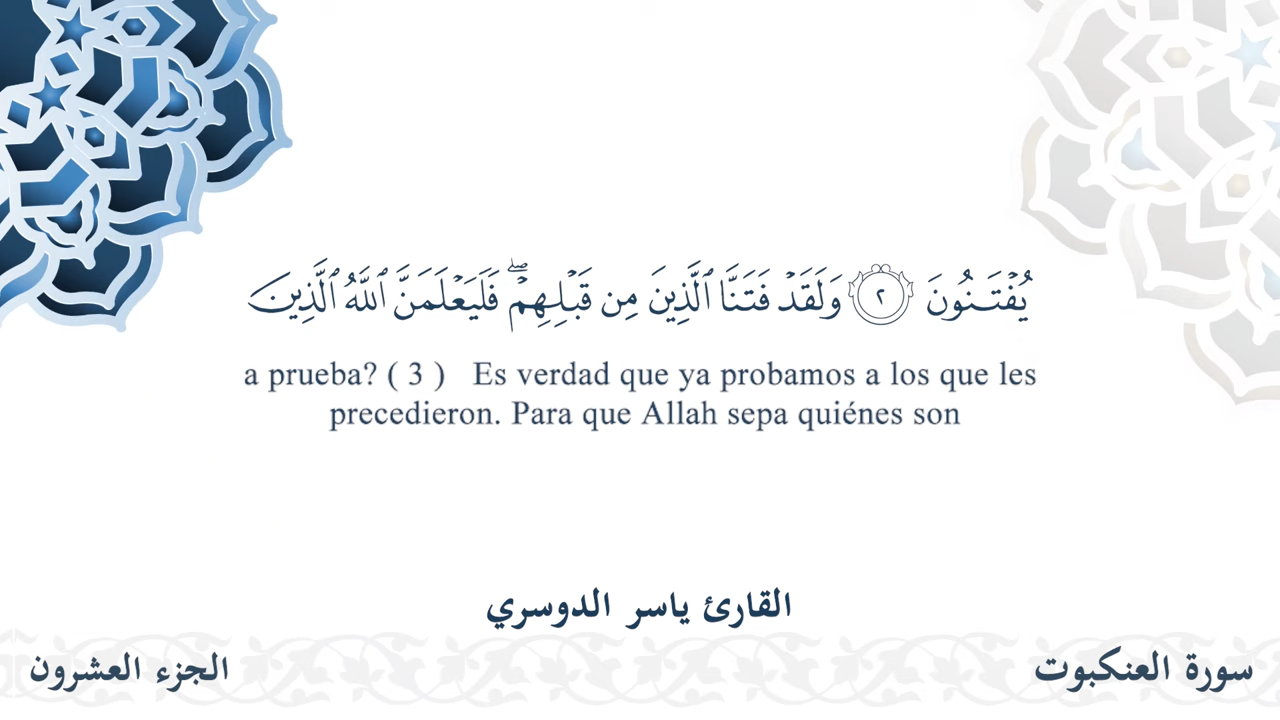 يُفْتَنُونَ ٢ وَلَقَدْ فَتَنَّا ٱلَّذِينَ مِن قَبْلِهِمْۖ فَلَيَعْلَمَنَّ ٱللَّهُ ٱلَّذِينَ
a prueba? ( 3 ) Es verdad que ya probamos a los que les
precedieron. Para que Allah sepa quiénes son
القارئ ياسر الدوسري
سورة العنكبوت
الجزء العشرون